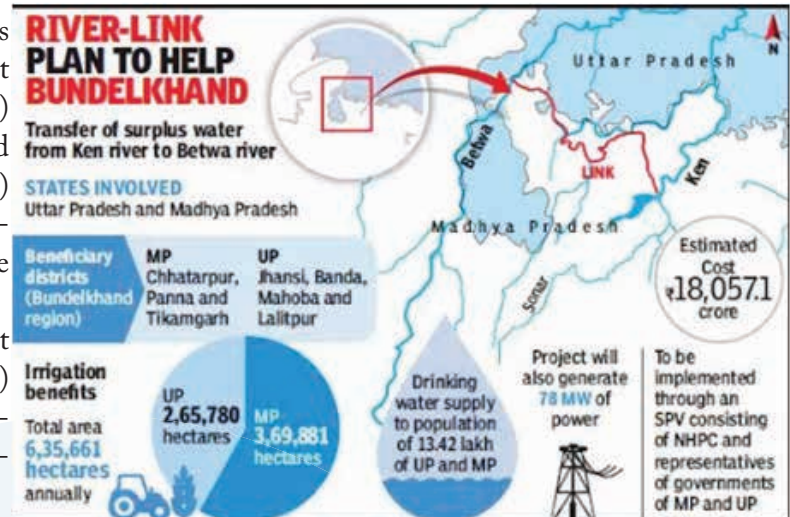 s
t
)
d
)
e
t
)
RIVER-LINK
PLAN TO HELP
BUNDELKHAND
Transfer of surplus water
from Ken river to Betwa river
STATES INVOLVED
Uttar Pradesh and Madhya Pradesh
Beneficiary
districts
(Bundelkhand
region)
MP
Chhatarpur,
Panna and
Tikamgarh
UP
Jhansi, Banda,
Mahoba and
Lalitpur
Irrigation
benefits
Total area
6,35,661
hectares
annually
UP
2,65,780
hectares
MP
3,69,881
hectares
N
Uttar Pradesh
Betwa
LINK
Ken
Madhya Pradesh
Sonar
Estimated
Cost
₹18,057.1
crore
Drinking
water supply
to population
of 13.42 lakh
of UP and MP
Project will
also generate
78 MW of
power
To be
implemented
through an
SPV consisting
of NHPC and
representatives
of governments
of MP and UP